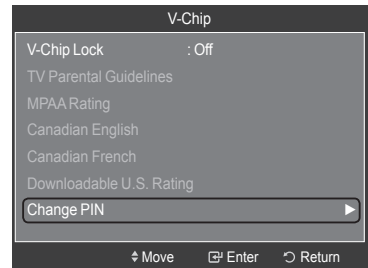 V-Chip
V-Chip Lock : Off
TV Parental Guidelines
MPAA Rating
Canadian English
Canadian French
Downloadable U.S. Rating
Change PIN
Move Enter Return